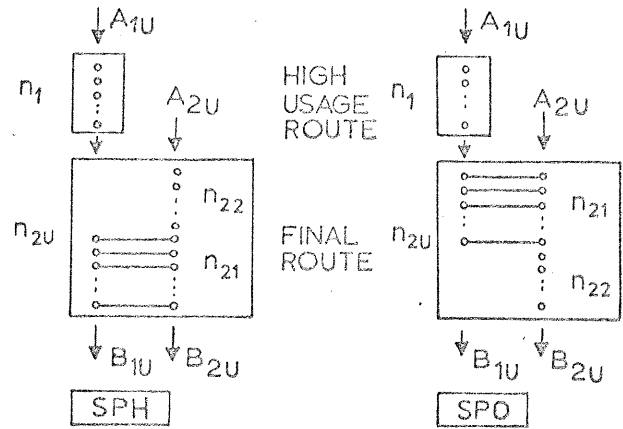 A1U
A1U
n1
HIGH
USAGE
ROUTE
n1
A2U
A2U
n22
n21
n2U
FINAL
ROUTE
n2U
n21
n22
B1U
B2U
B1U
B2U
SPH
SPO